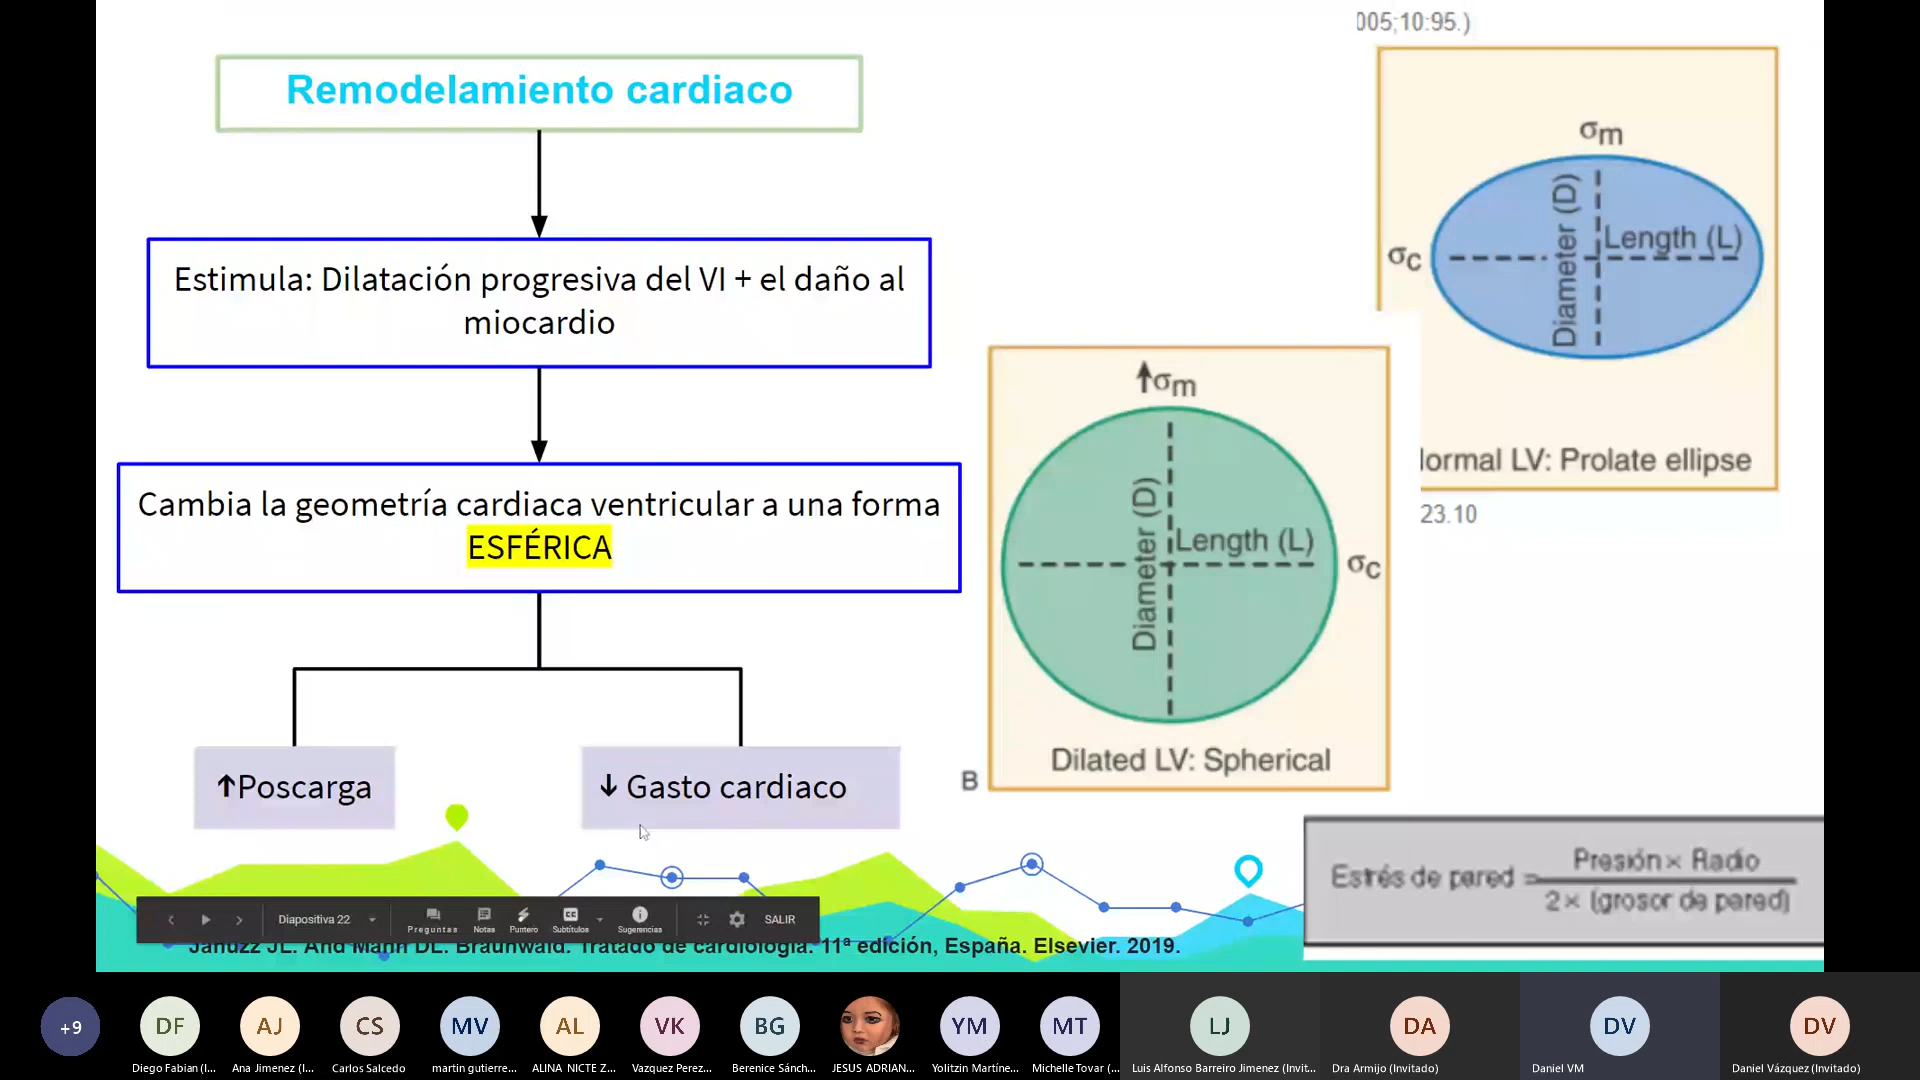 005;10:95.)
Remodelamiento cardiaco
Estimula: Dilatación progresiva del VI + el daño al
miocardio
Cambia la geometría cardiaca ventricular a una forma
ESFÉRICA
↑Poscarga
↓ Gasto cardiaco
σm
σc
Diameter (D)
Length (L)
ormal LV: Prolate ellipse
23.10
↑σm
Diameter (D)
Length (L)
σc
Dilated LV: Spherical
B
Estrés de pared = Presión × Radio
2 × (grosor de pared)
Diapositiva 22
Preguntas
Notas
Puntero
Subtítulos
Sugerencias
SALIR
Januzz JL. And Mann DL. Braunwald. Tratado de cardiología. 11ª edición, España. Elsevier. 2019.
+9
DF
AJ
CS
MV
AL
VK
BG
YM
MT
LJ
DA
DV
DV
Diego Fabian (I...
Ana Jimenez (I...
Carlos Salcedo
martin gutierre...
ALINA NICTE Z...
Vazquez Perez...
Berenice Sánch...
JESUS ADRIAN...
Yolitzin Martíne...
Michelle Tovar (...
Luis Alfonso Barreiro Jimenez (Invit...
Dra Armijo (Invitado)
Daniel VM
Daniel Vázquez (Invitado)